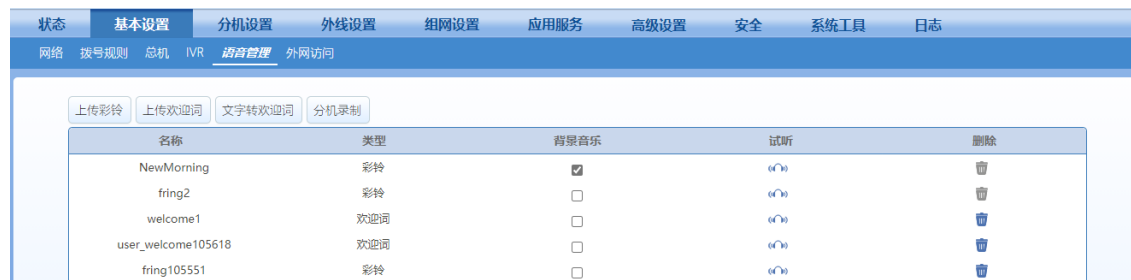 状态 基本设置 分机设置 外线设置 组网设置 应用服务 高级设置 安全 系统工具 日志
网络 拨号规则 总机 IVR 语音管理 外网访问
上传彩铃 上传欢迎词 文字转欢迎词 分机录制
名称 类型 背景音乐 试听 删除
NewMorning 彩铃
fring2 彩铃
welcome1 欢迎词
user_welcome105618 欢迎词
fring105551 彩铃